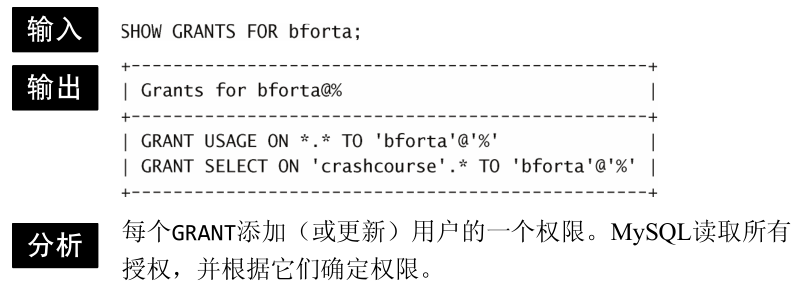 输入 SHOW GRANTS FOR bforta;
输出
+-------------------------------------------------+
| Grants for bforta@% |
+-------------------------------------------------+
| GRANT USAGE ON *.* TO 'bforta'@'%' |
| GRANT SELECT ON 'crashcourse'.* TO 'bforta'@'%' |
+-------------------------------------------------+
分析 每个GRANT添加（或更新）用户的一个权限。MySQL读取所有
授权，并根据它们确定权限。